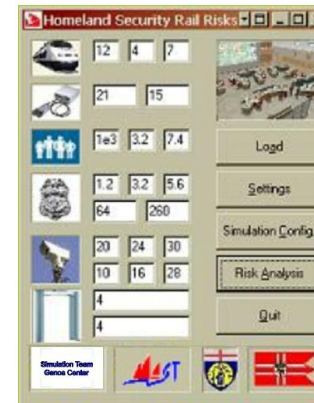 Homeland Security Rail Risks
12 4 7
21 15
Load
1e3 3.2 7.4
Settings
1.2 3.2 5.6
64 260
Simulation Config.
20 24 30
10 16 28
Risk Analysis
4
4
Quit
Simulation Team
Genoa Center
MAST